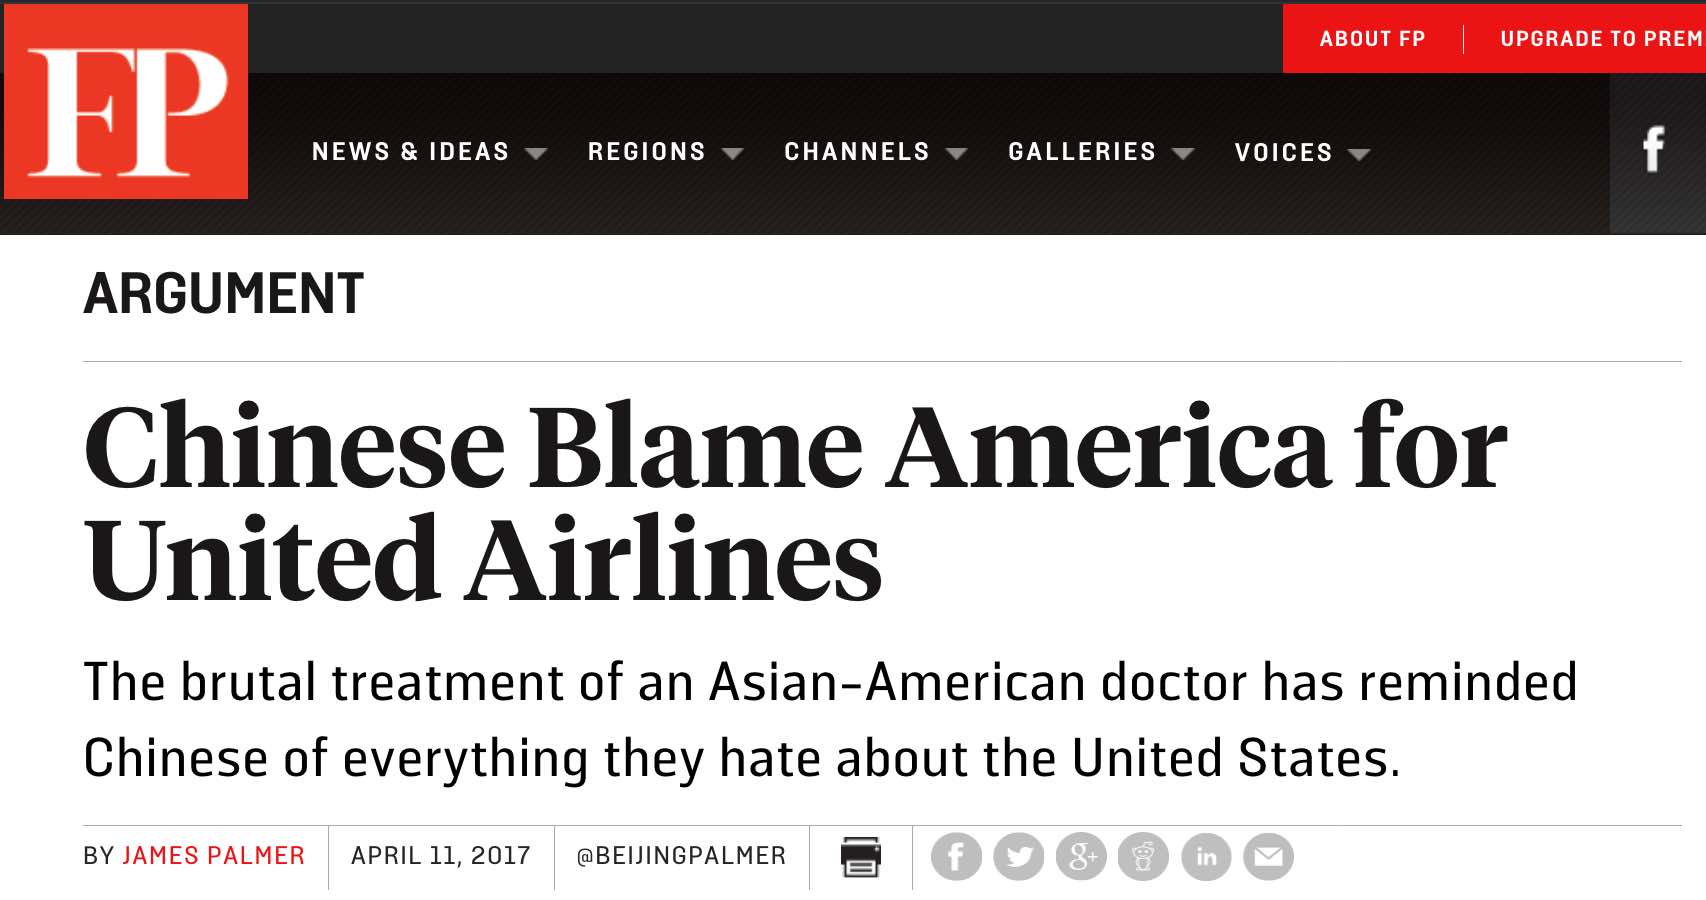 FP
ABOUT FP
UPGRADE TO PREM
NEWS & IDEAS
REGIONS
CHANNELS
GALLERIES
VOICES
f
ARGUMENT
Chinese Blame America for
United Airlines
The brutal treatment of an Asian-American doctor has reminded
Chinese of everything they hate about the United States.
BY JAMES PALMER
APRIL 11, 2017
@BEIJINGPALMER
f
g+
in